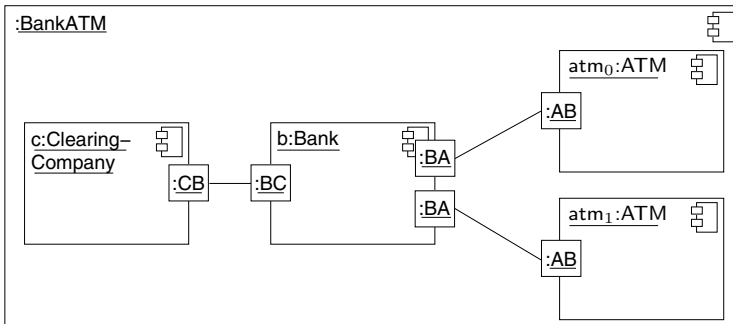 :BankATM
atm₀:ATM
:AB
c:Clearing–
Company
b:Bank
:BA
:CB
:BC
:BA
atm₁:ATM
:AB